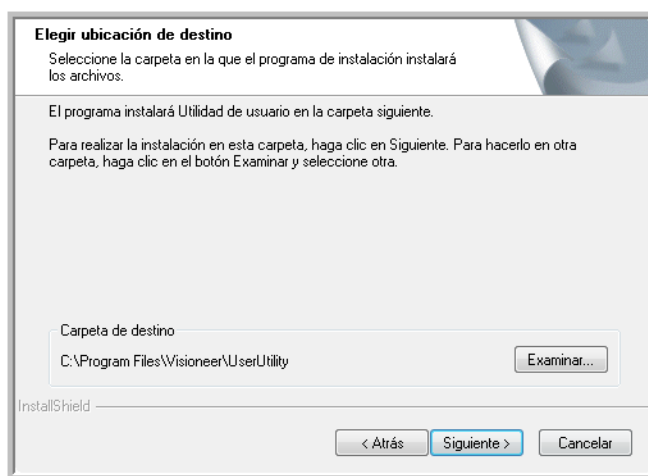 Elegir ubicación de destino
Seleccione la carpeta en la que el programa de instalación instalará
los archivos.
El programa instalará Utilidad de usuario en la carpeta siguiente.
Para realizar la instalación en esta carpeta, haga clic en Siguiente. Para hacerlo en otra
carpeta, haga clic en el botón Examinar y seleccione otra.
Carpeta de destino
C:\Program Files\Visioneer\UserUtility
Examinar...
InstallShield
< Atrás
Siguiente >
Cancelar